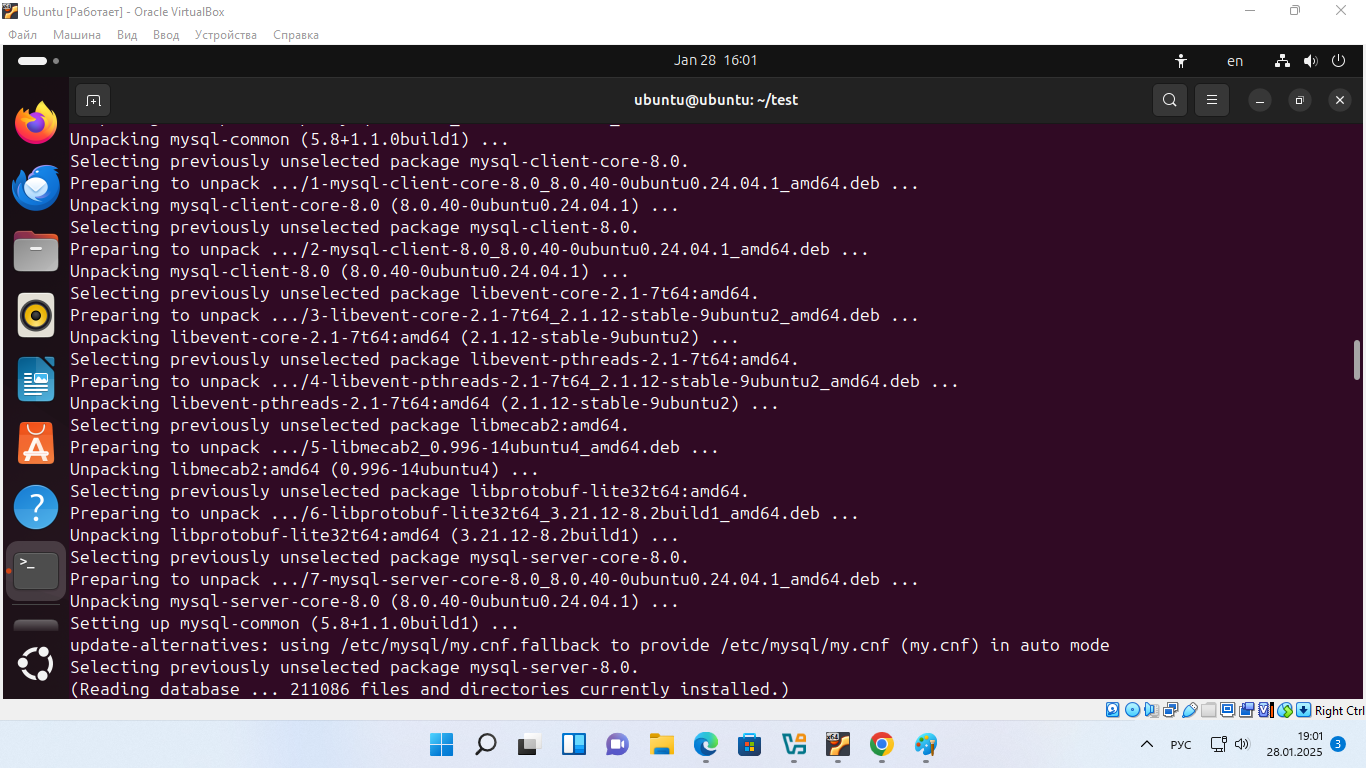 Ubuntu [Работает] - Oracle VirtualBox
Файл Машина Вид Ввод Устройства Справка
Jan 28 16:01
en
ubuntu@ubuntu: ~/test
Unpacking mysql-common (5.8+1.1.0build1) ...
Selecting previously unselected package mysql-client-core-8.0.
Preparing to unpack .../1-mysql-client-core-8.0_8.0.40-0ubuntu0.24.04.1_amd64.deb ...
Unpacking mysql-client-core-8.0 (8.0.40-0ubuntu0.24.04.1) ...
Selecting previously unselected package mysql-client-8.0.
Preparing to unpack .../2-mysql-client-8.0_8.0.40-0ubuntu0.24.04.1_amd64.deb ...
Unpacking mysql-client-8.0 (8.0.40-0ubuntu0.24.04.1) ...
Selecting previously unselected package libevent-core-2.1-7t64:amd64.
Preparing to unpack .../3-libevent-core-2.1-7t64_2.1.12-stable-9ubuntu2_amd64.deb ...
Unpacking libevent-core-2.1-7t64:amd64 (2.1.12-stable-9ubuntu2) ...
Selecting previously unselected package libevent-pthreads-2.1-7t64:amd64.
Preparing to unpack .../4-libevent-pthreads-2.1-7t64_2.1.12-stable-9ubuntu2_amd64.deb ...
Unpacking libevent-pthreads-2.1-7t64:amd64 (2.1.12-stable-9ubuntu2) ...
Selecting previously unselected package libmecab2:amd64.
Preparing to unpack .../5-libmecab2_0.996-14ubuntu4_amd64.deb ...
Unpacking libmecab2:amd64 (0.996-14ubuntu4) ...
Selecting previously unselected package libprotobuf-lite32t64:amd64.
Preparing to unpack .../6-libprotobuf-lite32t64_3.21.12-8.2build1_amd64.deb ...
Unpacking libprotobuf-lite32t64:amd64 (3.21.12-8.2build1) ...
Selecting previously unselected package mysql-server-core-8.0.
Preparing to unpack .../7-mysql-server-core-8.0_8.0.40-0ubuntu0.24.04.1_amd64.deb ...
Unpacking mysql-server-core-8.0 (8.0.40-0ubuntu0.24.04.1) ...
Setting up mysql-common (5.8+1.1.0build1) ...
update-alternatives: using /etc/mysql/my.cnf.fallback to provide /etc/mysql/my.cnf (my.cnf) in auto mode
Selecting previously unselected package mysql-server-8.0.
(Reading database ... 211086 files and directories currently installed.)
Right Ctrl
РУС
19:01
28.01.2025
3